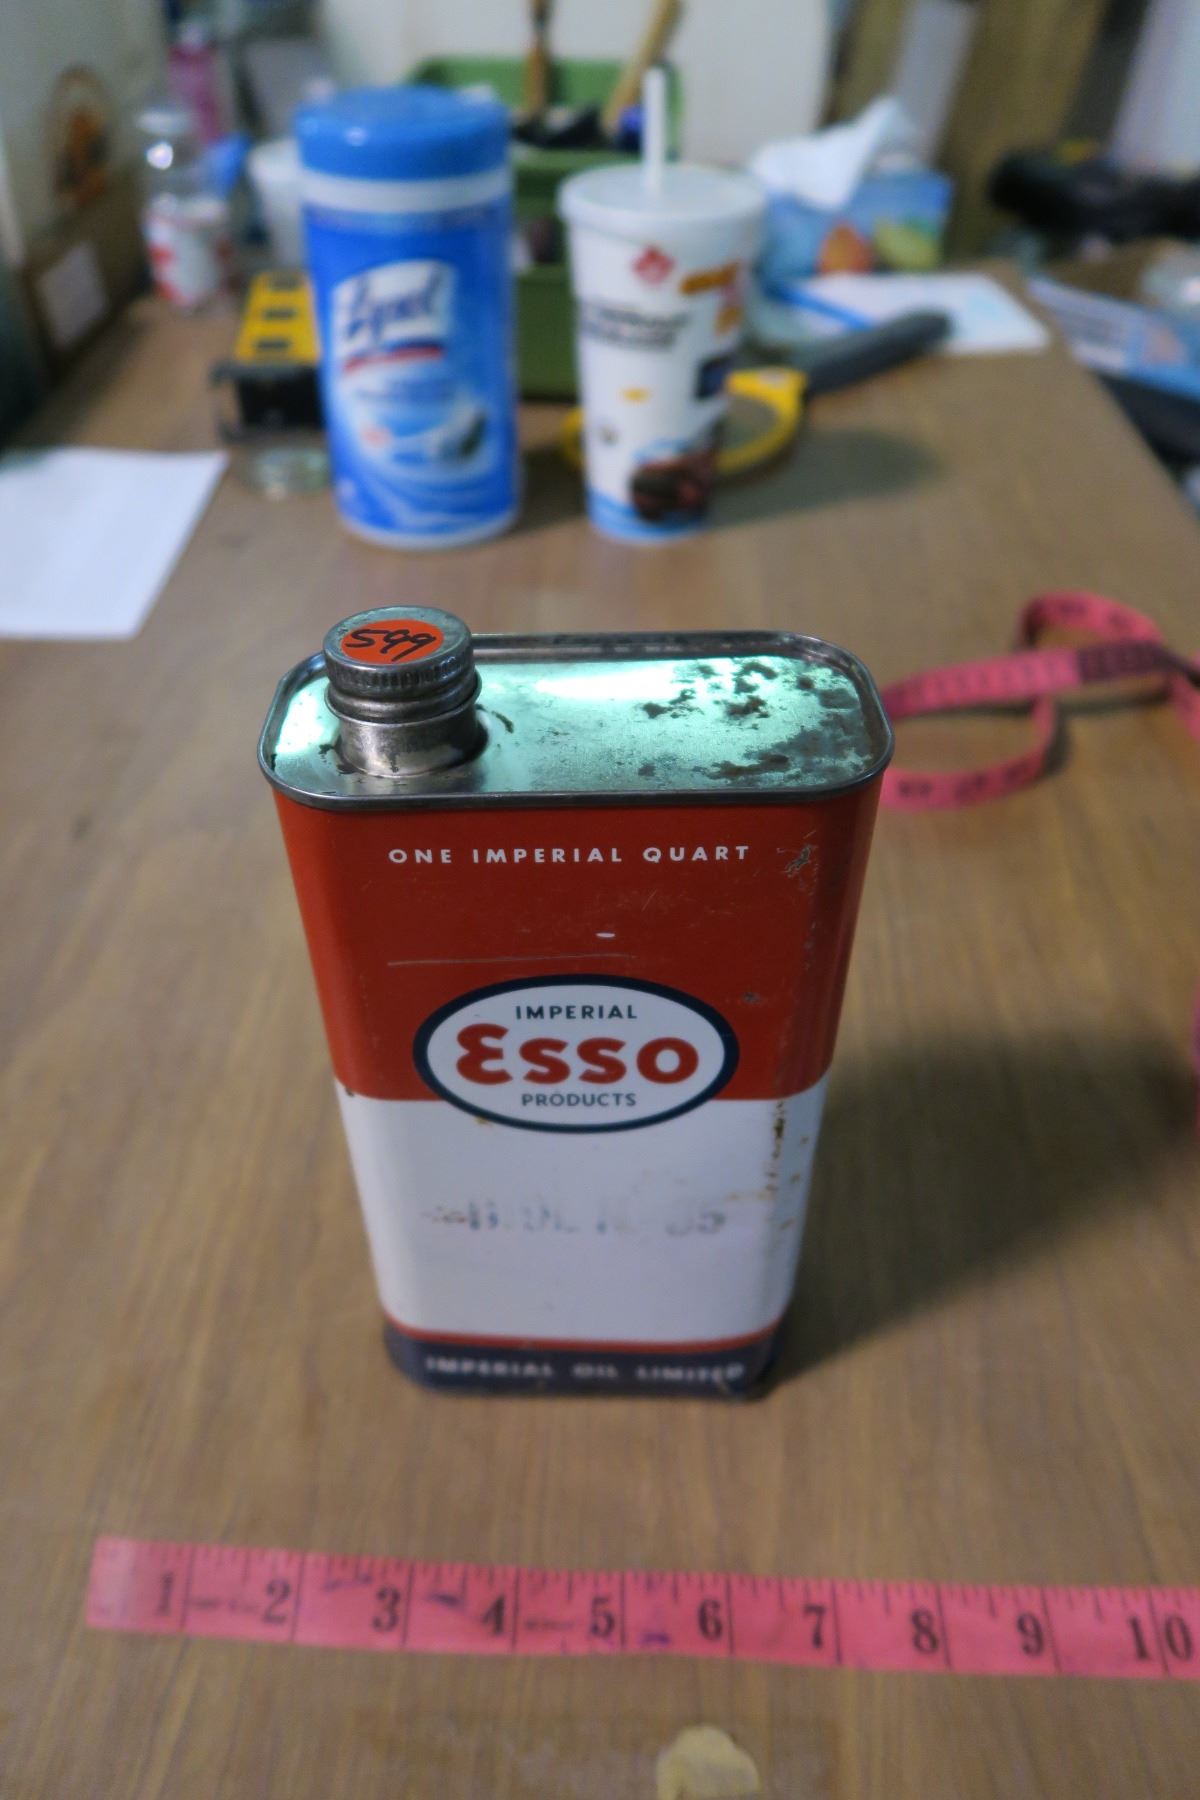 Lysol
599
ONE IMPERIAL QUART
IMPERIAL
Esso
PRODUCTS
IMPERIAL OIL LIMITED
1 2 3 4 5 6 7 8 9 10